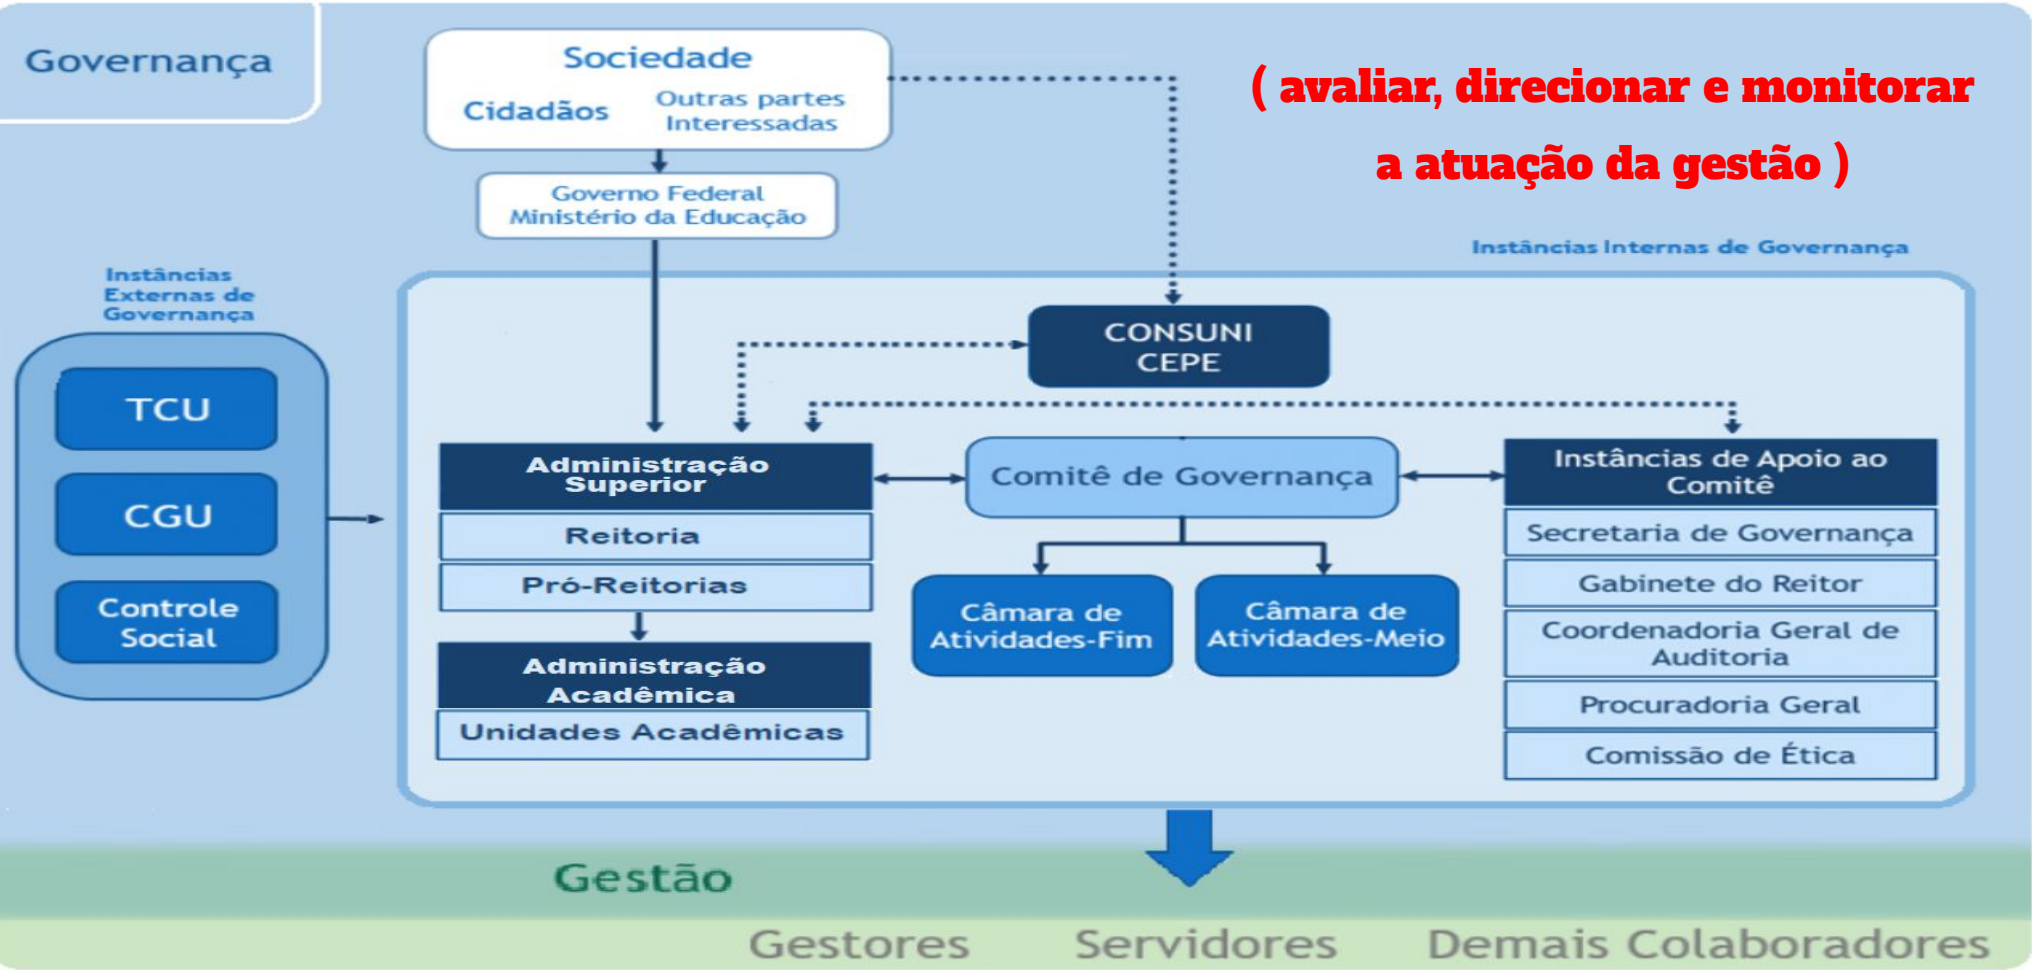 Governança
Sociedade
Cidadãos
Outras partes
Interessadas
( avaliar, direcionar e monitorar
a atuação da gestão )
Governo Federal
Ministério da Educação
Instâncias Internas de Governança
Instâncias
Externas de
Governança
TCU
CGU
Controle
Social
CONSUNI
CEPE
Administração
Superior
Reitoria
Pró-Reitorias
Administração
Acadêmica
Unidades Acadêmicas
Comitê de Governança
Câmara de
Atividades-Fim
Câmara de
Atividades-Meio
Instâncias de Apoio ao
Comitê
Secretaria de Governança
Gabinete do Reitor
Coordenadoria Geral de
Auditoria
Procuradoria Geral
Comissão de Ética
Gestão
Gestores
Servidores
Demais Colaboradores